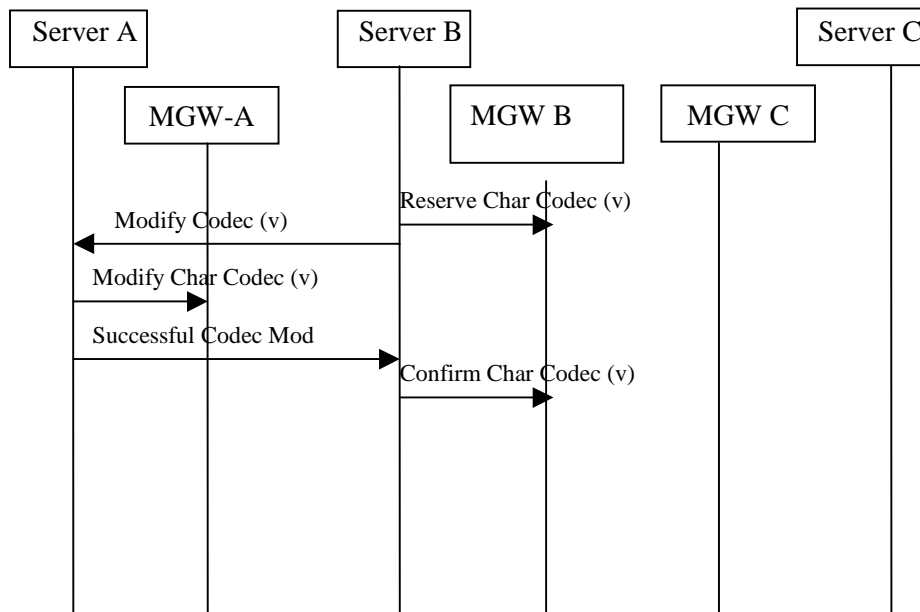 Server A
Server B
Server C
MGW-A
MGW B
MGW C
Reserve Char Codec (v)
Modify Codec (v)
Modify Char Codec (v)
Successful Codec Mod
Confirm Char Codec (v)